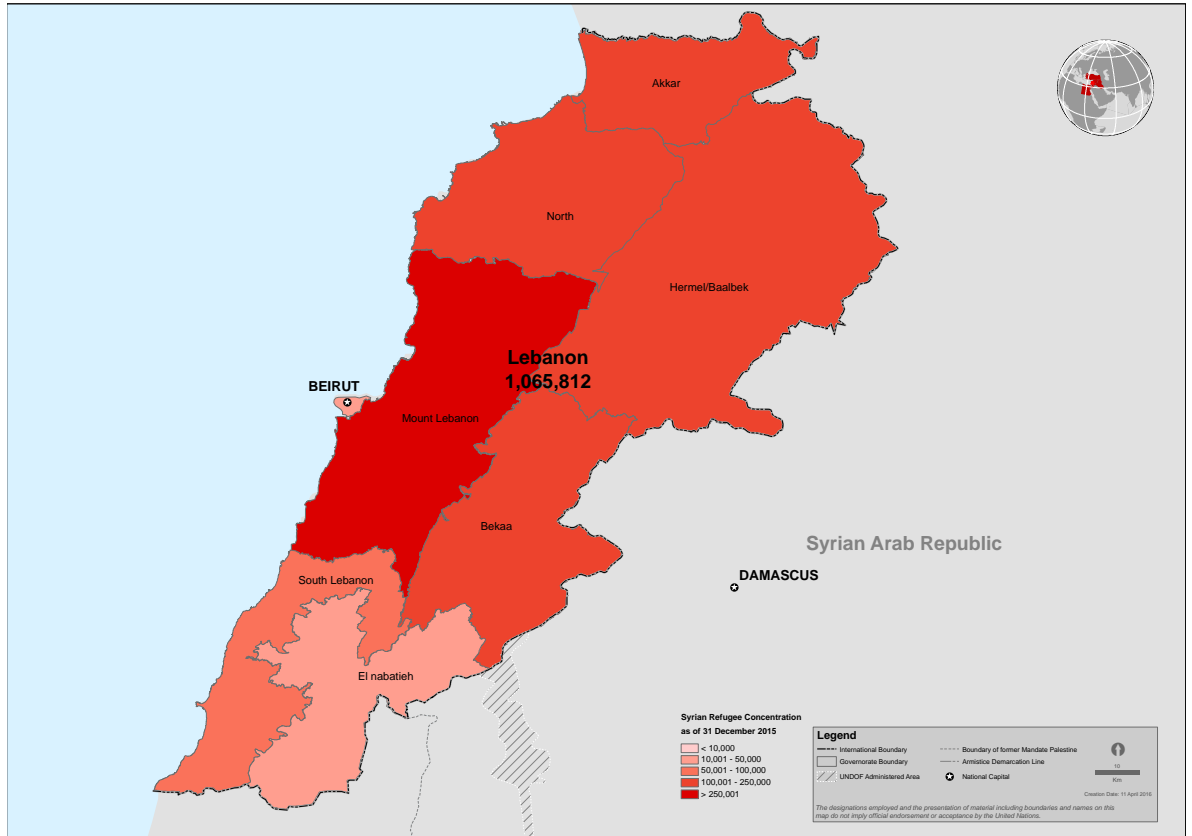 Akkar
North
Hermel/Baalbek
Lebanon
1,065,812
BEIRUT
Mount Lebanon
Bekaa
Syrian Arab Republic
DAMASCUS
South Lebanon
El nabatieh
Syrian Refugee Concentration
as of 31 December 2015
< 10,000
10,001 - 50,000
50,001 - 100,000
100,001 - 250,000
> 250,001
Legend
International Boundary
Governorate Boundary
UNDOF Administered Area
Boundary of former Mandate Palestine
Armistice Demarcation Line
National Capital
10
Km
Creation Date: 11 April 2016
The designations employed and the presentation of material including boundaries and names on this
map do not imply official endorsement or acceptance by the United Nations.